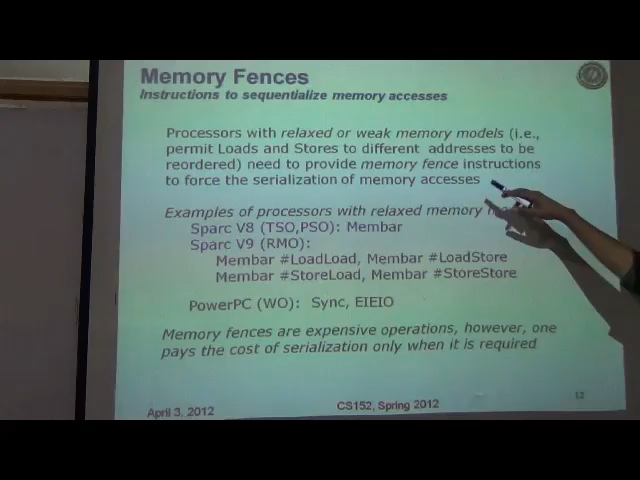 Memory Fences
Instructions to sequentialize memory accesses
Processors with relaxed or weak memory models (i.e.,
permit Loads and Stores to different addresses to be
reordered) need to provide memory fence instructions
to force the serialization of memory accesses
Examples of processors with relaxed memory
Sparc V8 (TSO,PSO): Membar
Sparc V9 (RMO):
Membar #LoadLoad, Membar #LoadStore
Membar #StoreLoad, Membar #StoreStore
PowerPC (WO): Sync, EIEIO
Memory fences are expensive operations, however, one
pays the cost of serialization only when it is required
12
April 3, 2012
CS152, Spring 2012